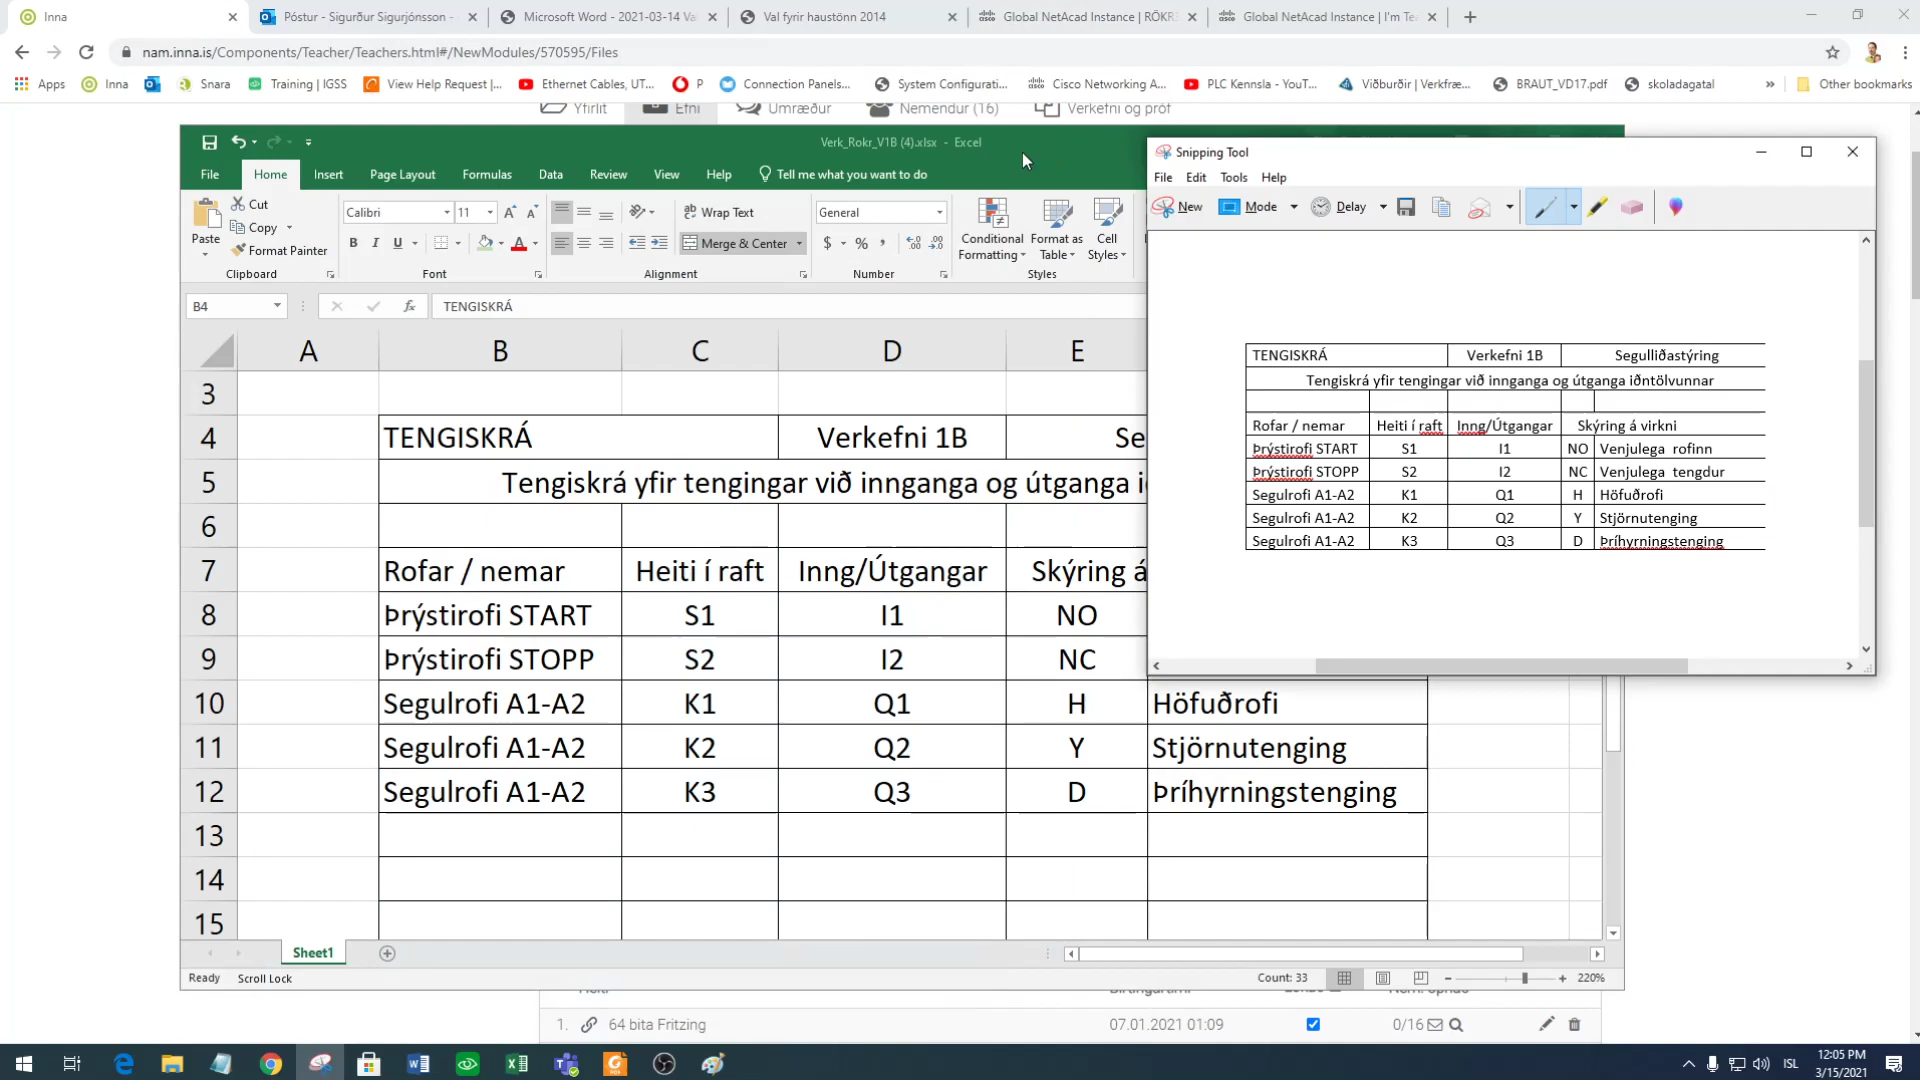 Inna
Póstur - Sigurður Sigurjónsson -
Microsoft Word - 2021-03-14 Va
Val fyrir haustönn 2014
Global NetAcad Instance | RÖKR
Global NetAcad Instance | I'm Te
nam.inna.is/Components/Teacher/Teachers.html#/NewModules/570595/Files
Apps Inna Snara Training | IGSS View Help Request |... Ethernet Cables, UT... P Connection Panels... System Configurati... Cisco Networking A... PLC Kennsla - YouT... Viðburðir | Verkfræ... BRAUT_VD17.pdf skoladagatal » Other bookmarks
Yfirlit Efni Umræður Nemendur (16) Verkefni og próf
Verk_Rokr_V1B (4).xlsx - Excel
File Home Insert Page Layout Formulas Data Review View Help Tell me what you want to do
Paste Cut Copy Format Painter
Calibri 11
B I U A
Wrap Text
Merge & Center
General
$ % ,
Conditional Formatting Format as Table Cell Styles
Clipboard Font Alignment Number Styles
B4 fx TENGISKRÁ
A B C D E
3
4 TENGISKRÁ Verkefni 1B Se
5 Tengiskrá yfir tengingar við innganga og útganga i
6
7 Rofar / nemar Heiti í raft Inng/Útgangar Skýring á
8 Þrýstirofi START S1 I1 NO
9 Þrýstirofi STOPP S2 I2 NC
10 Segulrofi A1-A2 K1 Q1 H Höfuðrofi
11 Segulrofi A1-A2 K2 Q2 Y Stjörnutenging
12 Segulrofi A1-A2 K3 Q3 D Þríhyrningstenging
13
14
15
Sheet1
Ready Scroll Lock Count: 33 220%
Snipping Tool
File Edit Tools Help
New Mode Delay
TENGISKRÁ Verkefni 1B Segulliðastýring
Tengiskrá yfir tengingar við innganga og útganga iðntölvunnar
Rofar / nemar Heiti í raft Inng/Útgangar Skýring á virkni
Þrýstirofi START S1 I1 NO Venjulega rofinn
Þrýstirofi STOPP S2 I2 NC Venjulega tengdur
Segulrofi A1-A2 K1 Q1 H Höfuðrofi
Segulrofi A1-A2 K2 Q2 Y Stjörnutenging
Segulrofi A1-A2 K3 Q3 D Þríhyrningstenging
1. 64 bita Fritzing 07.01.2021 01:09 0/16
ISL
12:05 PM
3/15/2021